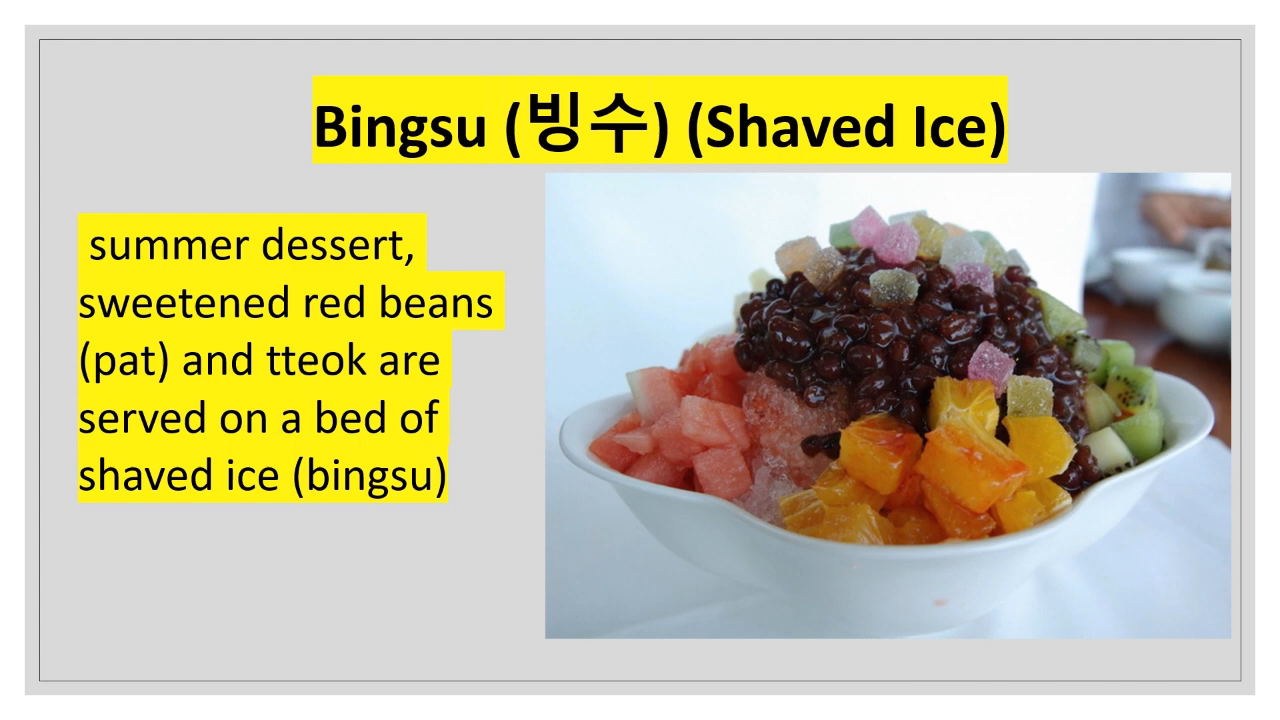 Bingsu (빙수) (Shaved Ice)
summer dessert,
sweetened red beans
(pat) and tteok are
served on a bed of
shaved ice (bingsu)